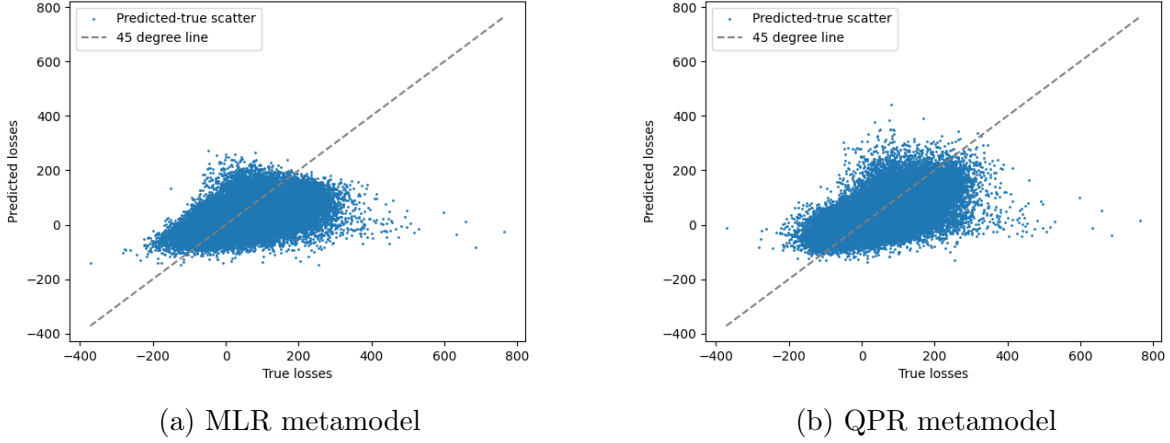 Predicted-true scatter
45 degree line
800
600
400
200
0
−200
−400
−400
−200
0
200
400
600
800
Predicted losses
True losses
(a) MLR metamodel
Predicted-true scatter
45 degree line
800
600
400
200
0
−200
−400
−400
−200
0
200
400
600
800
Predicted losses
True losses
(b) QPR metamodel